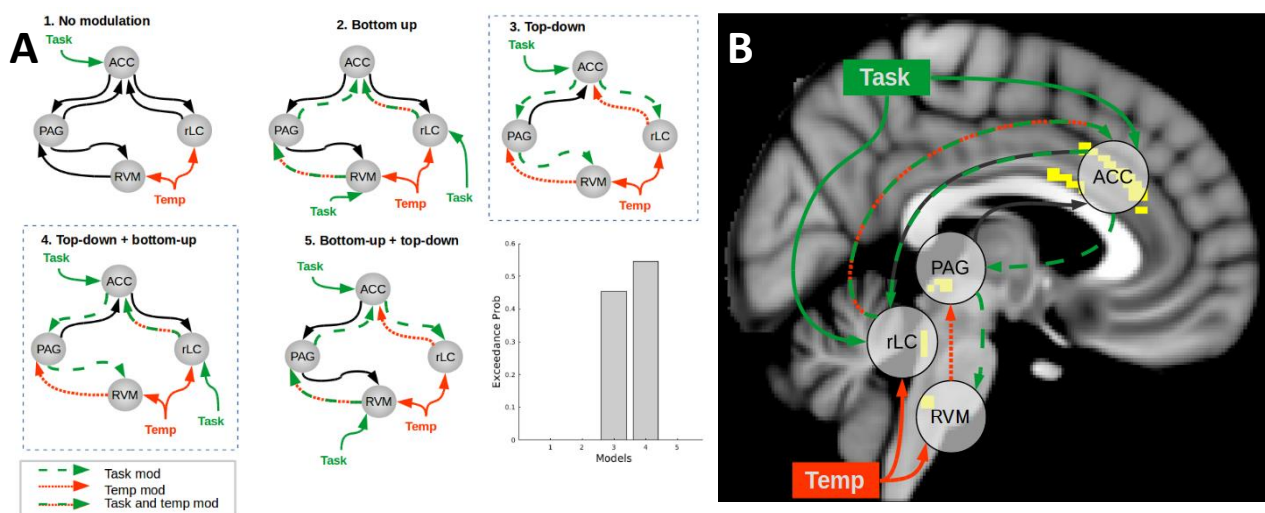 A
1. No modulation
Task
ACC
PAG
rLC
RVM
Temp
2. Bottom up
ACC
PAG
rLC
RVM
Task
Temp
Task
3. Top-down
Task
ACC
PAG
rLC
RVM
Temp
4. Top-down + bottom-up
Task
ACC
PAG
rLC
RVM
Temp
Task
5. Bottom-up + top-down
Task
ACC
PAG
rLC
RVM
Temp
Task
Exceedance Prob
0.6
0.5
0.4
0.3
0.2
0.1
0
1 2 3 4 5
Models
Task mod
Temp mod
Task and temp mod
B
Task
ACC
PAG
rLC
RVM
Temp